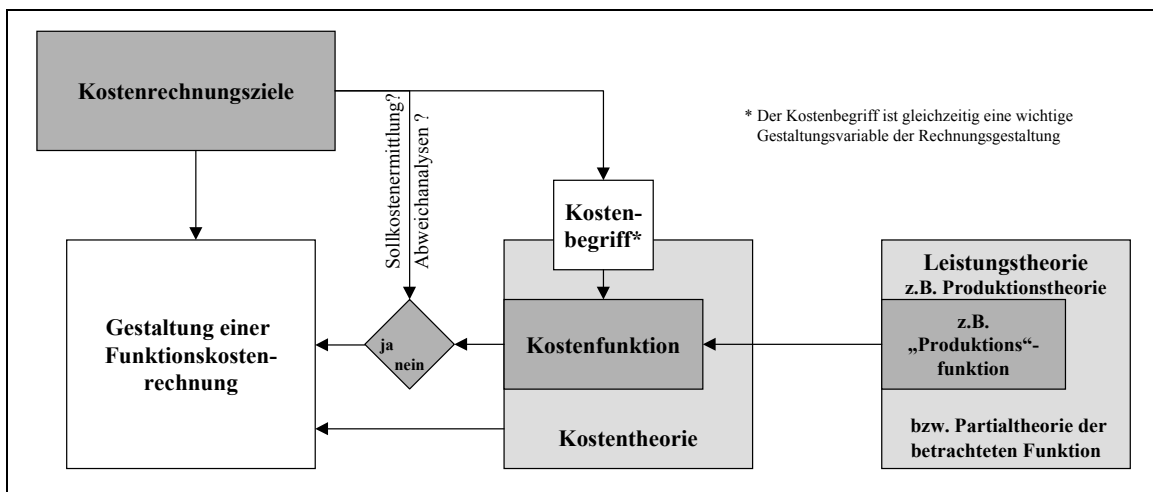 Kostenrechnungsziele
Sollkostenermittlung?
Abweichanalysen ?
* Der Kostenbegriff ist gleichzeitig eine wichtige
Gestaltungsvariable der Rechnungsgestaltung
Kosten-
begriff*
Gestaltung einer
Funktionskosten-
rechnung
ja
nein
Kostenfunktion
Kostentheorie
Leistungstheorie
z.B. Produktionstheorie
z.B.
„Produktions“-
funktion
bzw. Partialtheorie der
betrachteten Funktion